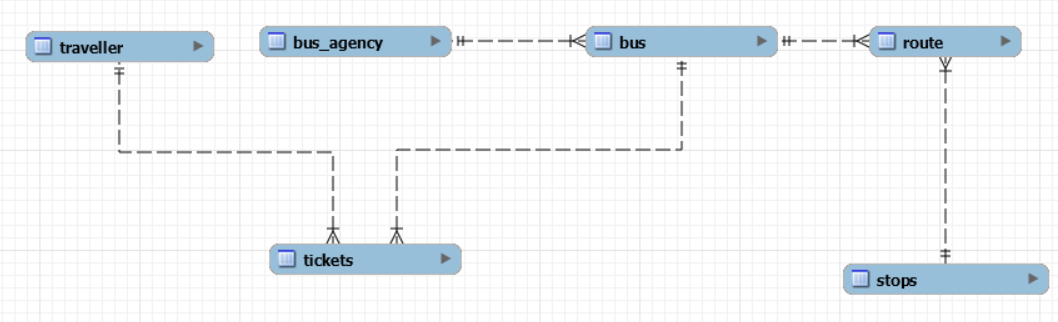 traveller
bus_agency
bus
route
tickets
stops